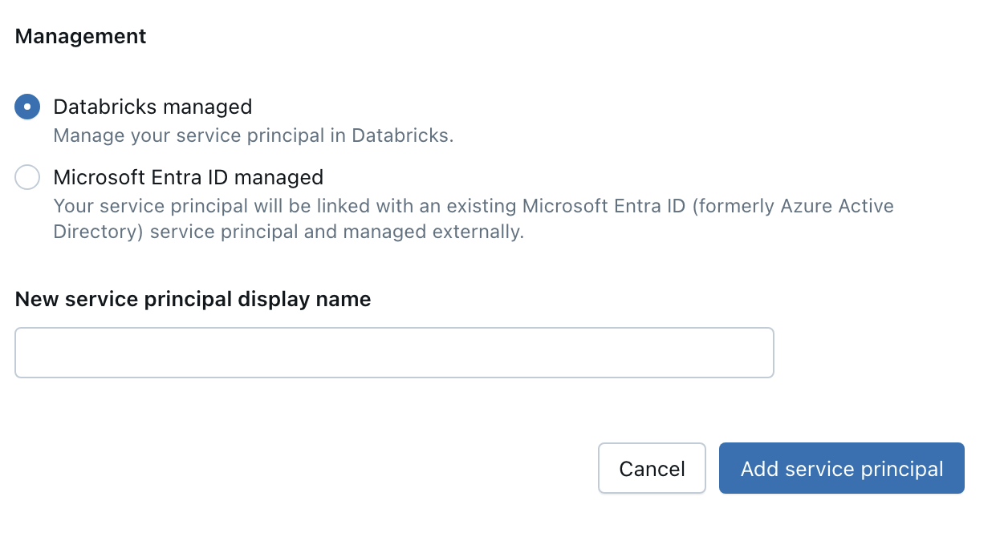 Management
Databricks managed
Manage your service principal in Databricks.
Microsoft Entra ID managed
Your service principal will be linked with an existing Microsoft Entra ID (formerly Azure Active
Directory) service principal and managed externally.
New service principal display name
Cancel
Add service principal